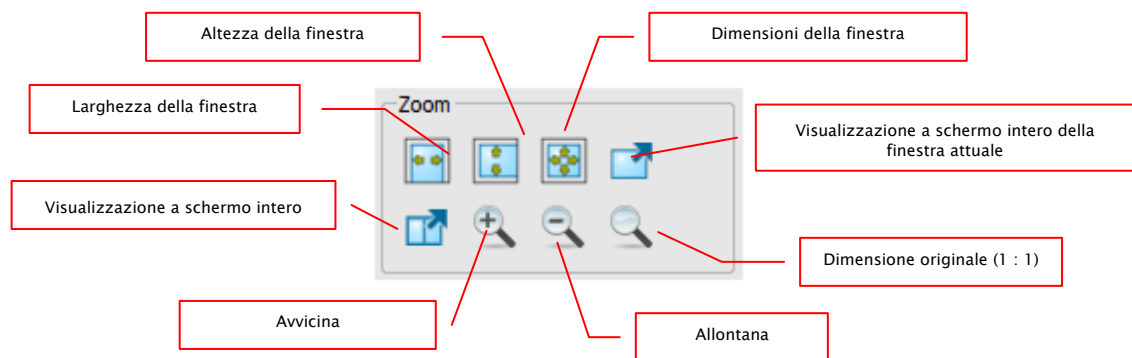 Altezza della finestra
Dimensioni della finestra
Larghezza della finestra
Zoom
Visualizzazione a schermo intero della
finestra attuale
Visualizzazione a schermo intero
Dimensione originale (1 : 1)
Avvicina
Allontana